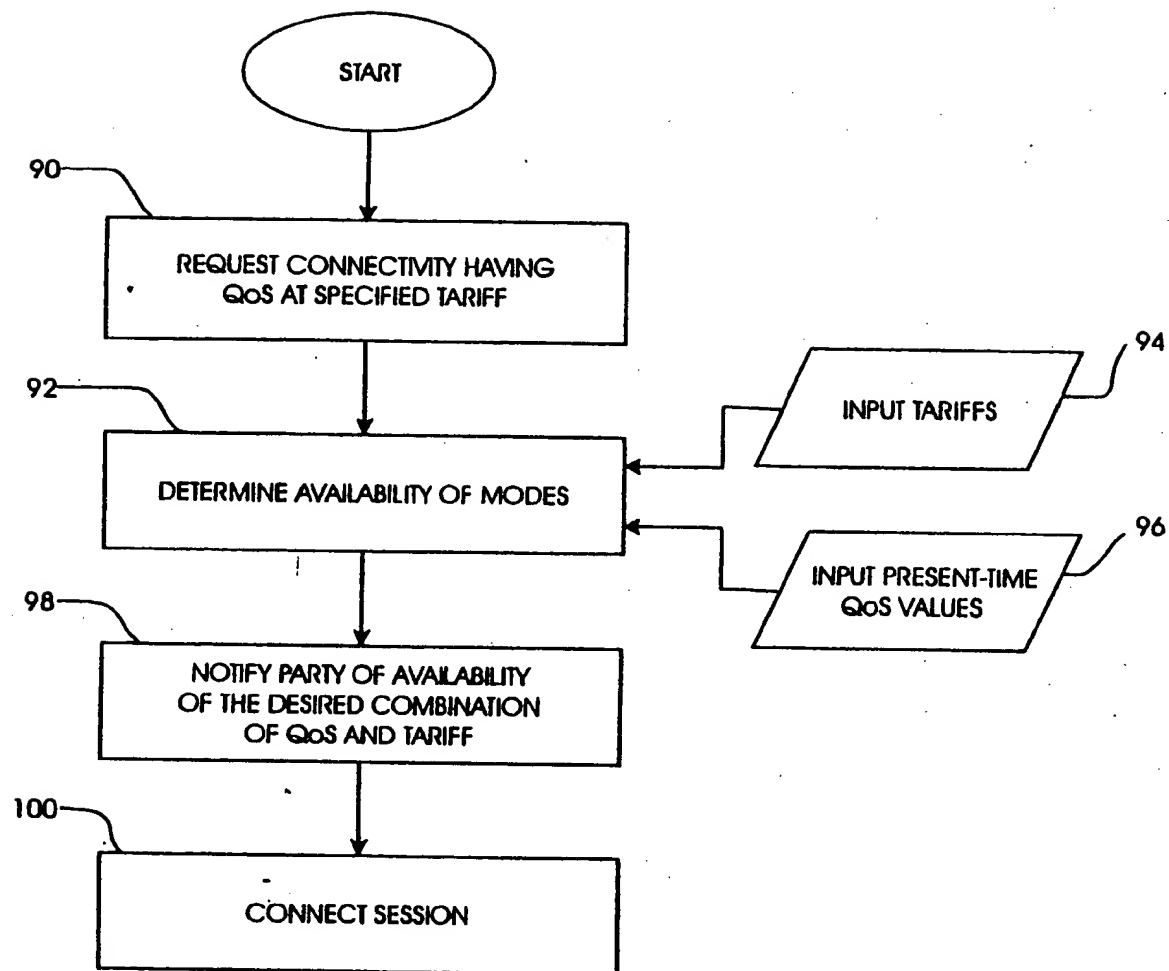 START
90
REQUEST CONNECTIVITY HAVING
QoS AT SPECIFIED TARIFF
92
94
INPUT TARIFFS
DETERMINE AVAILABILITY OF MODES
96
INPUT PRESENT-TIME
QoS VALUES
98
NOTIFY PARTY OF AVAILABILITY
OF THE DESIRED COMBINATION
OF QoS AND TARIFF
100
CONNECT SESSION